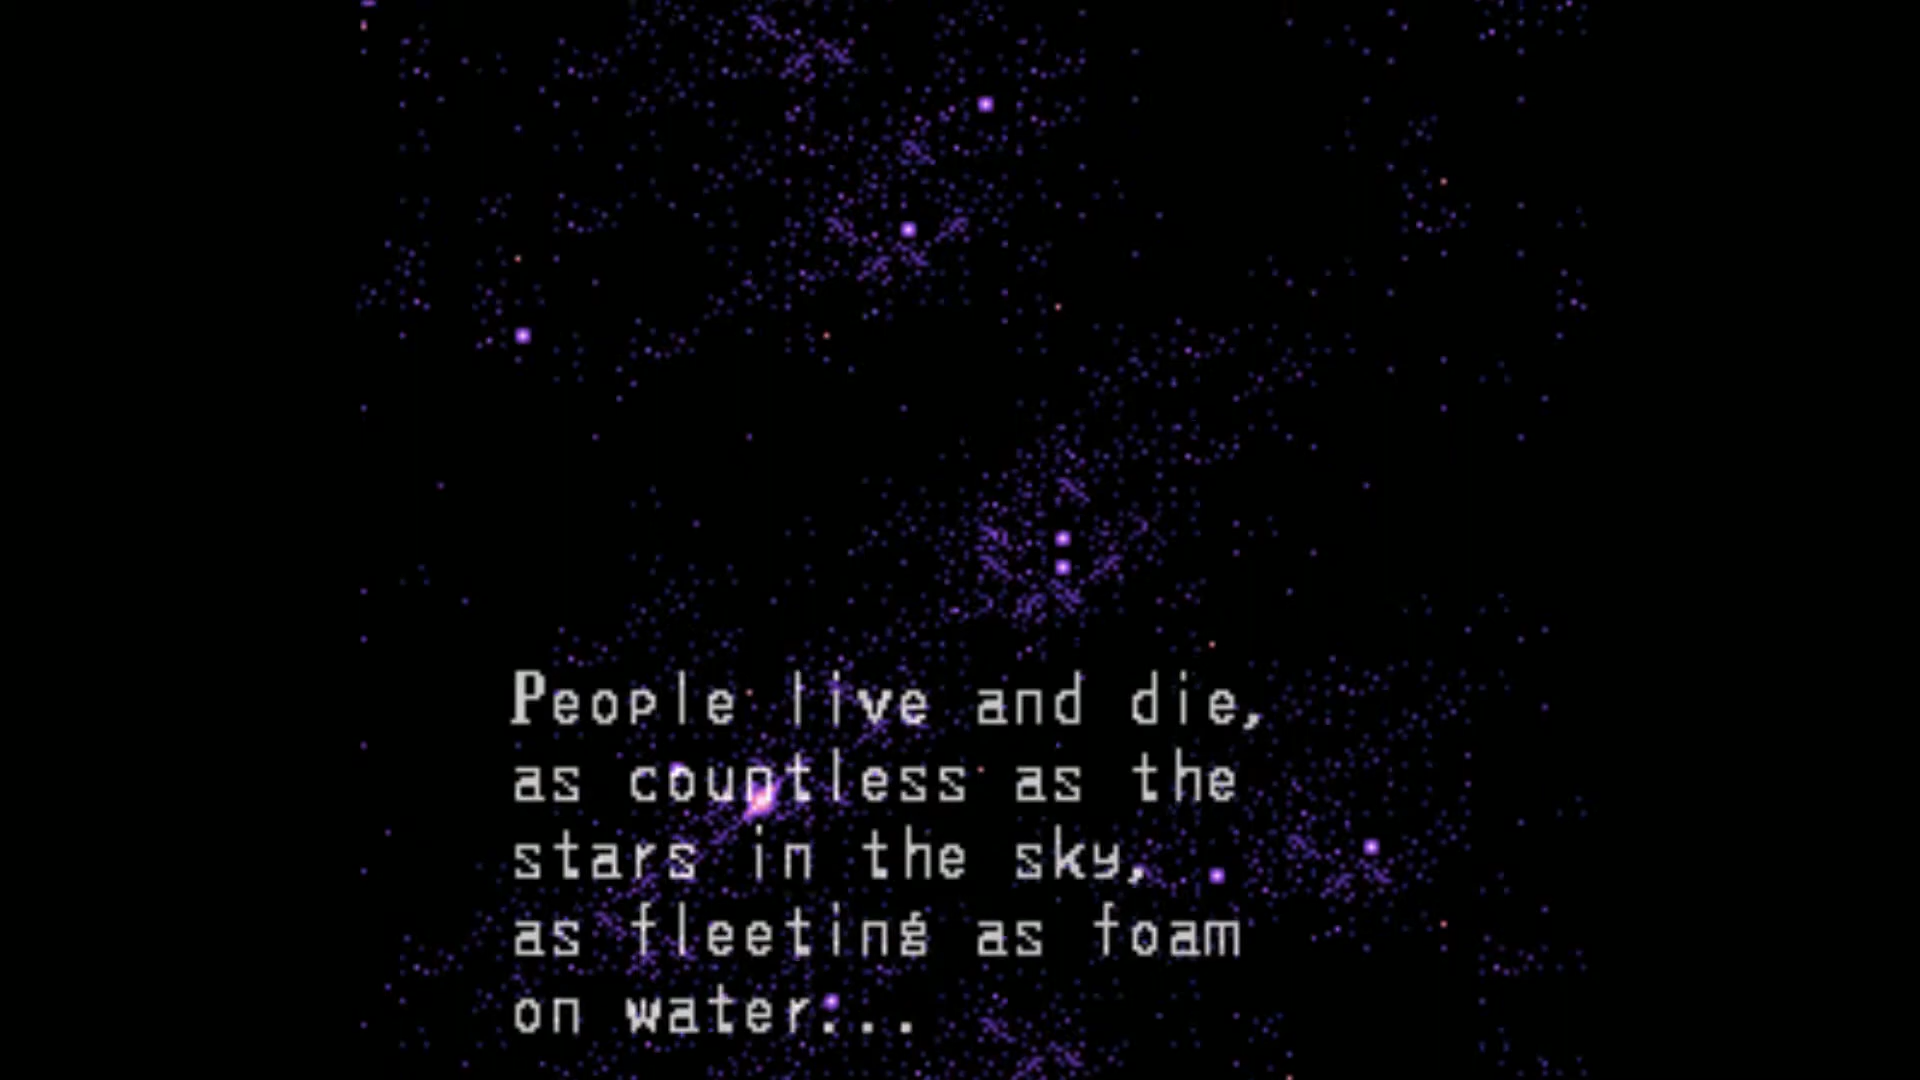 People live and die,
as countless as the
stars in the sky,
as fleeting as foam
on water...